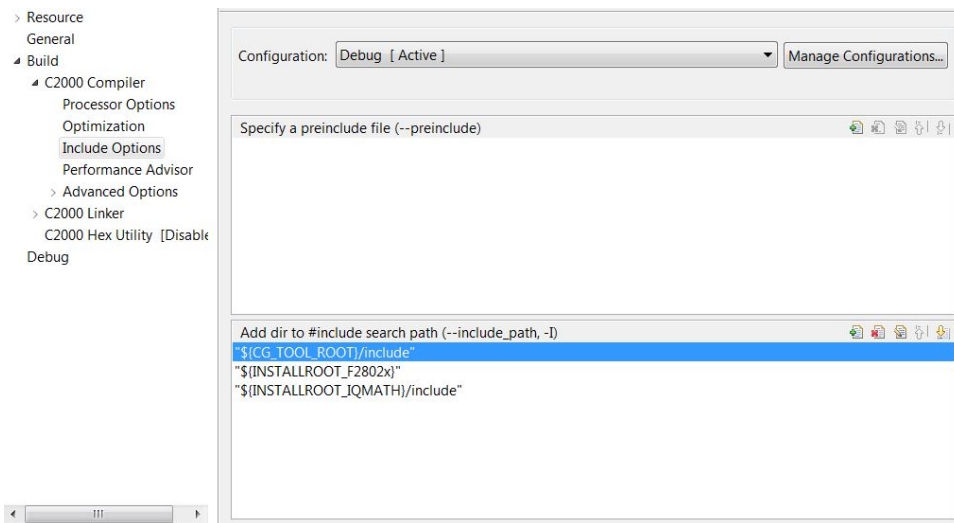 Resource
General
Build
C2000 Compiler
Processor Options
Optimization
Include Options
Performance Advisor
Advanced Options
C2000 Linker
C2000 Hex Utility [Disable
Debug
Configuration: Debug [ Active ]
Manage Configurations...
Specify a preinclude file (--preinclude)
Add dir to #include search path (--include_path, -I)
"${CG_TOOL_ROOT}/include"
"${INSTALLROOT_F2802x}"
"${INSTALLROOT_IQMATH}/include"